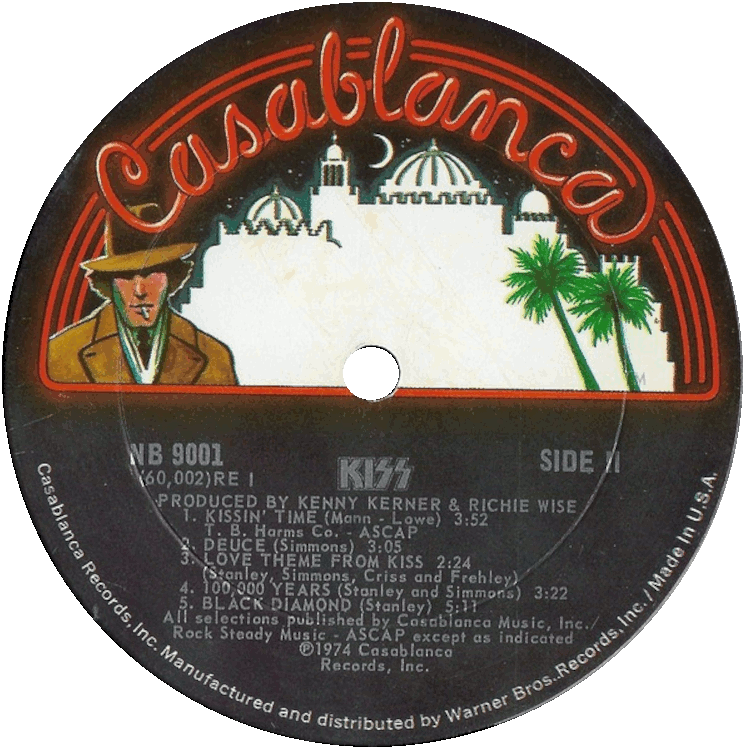 Casablanca
NB 9001
(60,002)RE 1
KISS
SIDE II
PRODUCED BY KENNY KERNER & RICHIE WISE
1. KISSIN' TIME (Mann - Lowe) 3:52
T. B. Harms Co. - ASCAP
2. DEUCE (Simmons) 3:05
3. LOVE THEME FROM KISS 2:24
(Stanley, Simmons, Criss and Frehley)
4. 100,000 YEARS (Stanley and Simmons) 3:22
5. BLACK DIAMOND (Stanley) 5:11
All selections published by Casablanca Music, Inc./
Rock Steady Music - ASCAP except as indicated
℗1974 Casablanca
Records, Inc.
Casablanca Records, Inc. Manufactured and distributed by Warner Bros. Records, Inc. / Made In U.S.A.